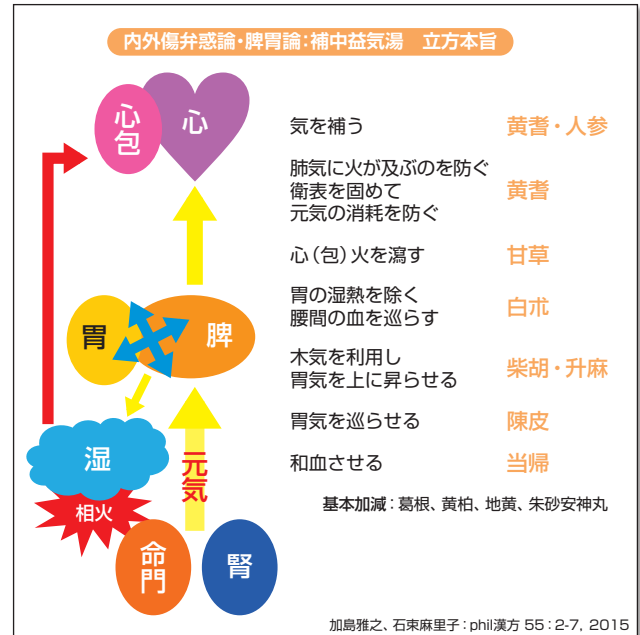 内外傷弁惑論・脾胃論：補中益気湯　立方本旨
心包
心
気を補う
黄耆・人参
肺気に火が及ぶのを防ぐ
衛表を固めて
元気の消耗を防ぐ
黄耆
心（包）火を瀉す
甘草
胃の湿熱を除く
腰間の血を巡らす
白朮
胃
脾
木気を利用し
胃気を上に昇らせる
柴胡・升麻
胃気を巡らせる
陳皮
湿
元気
和血させる
当帰
相火
基本加減：葛根、黄柏、地黄、朱砂安神丸
命門
腎
加島雅之、石束麻里子：phil漢方 55：2-7, 2015